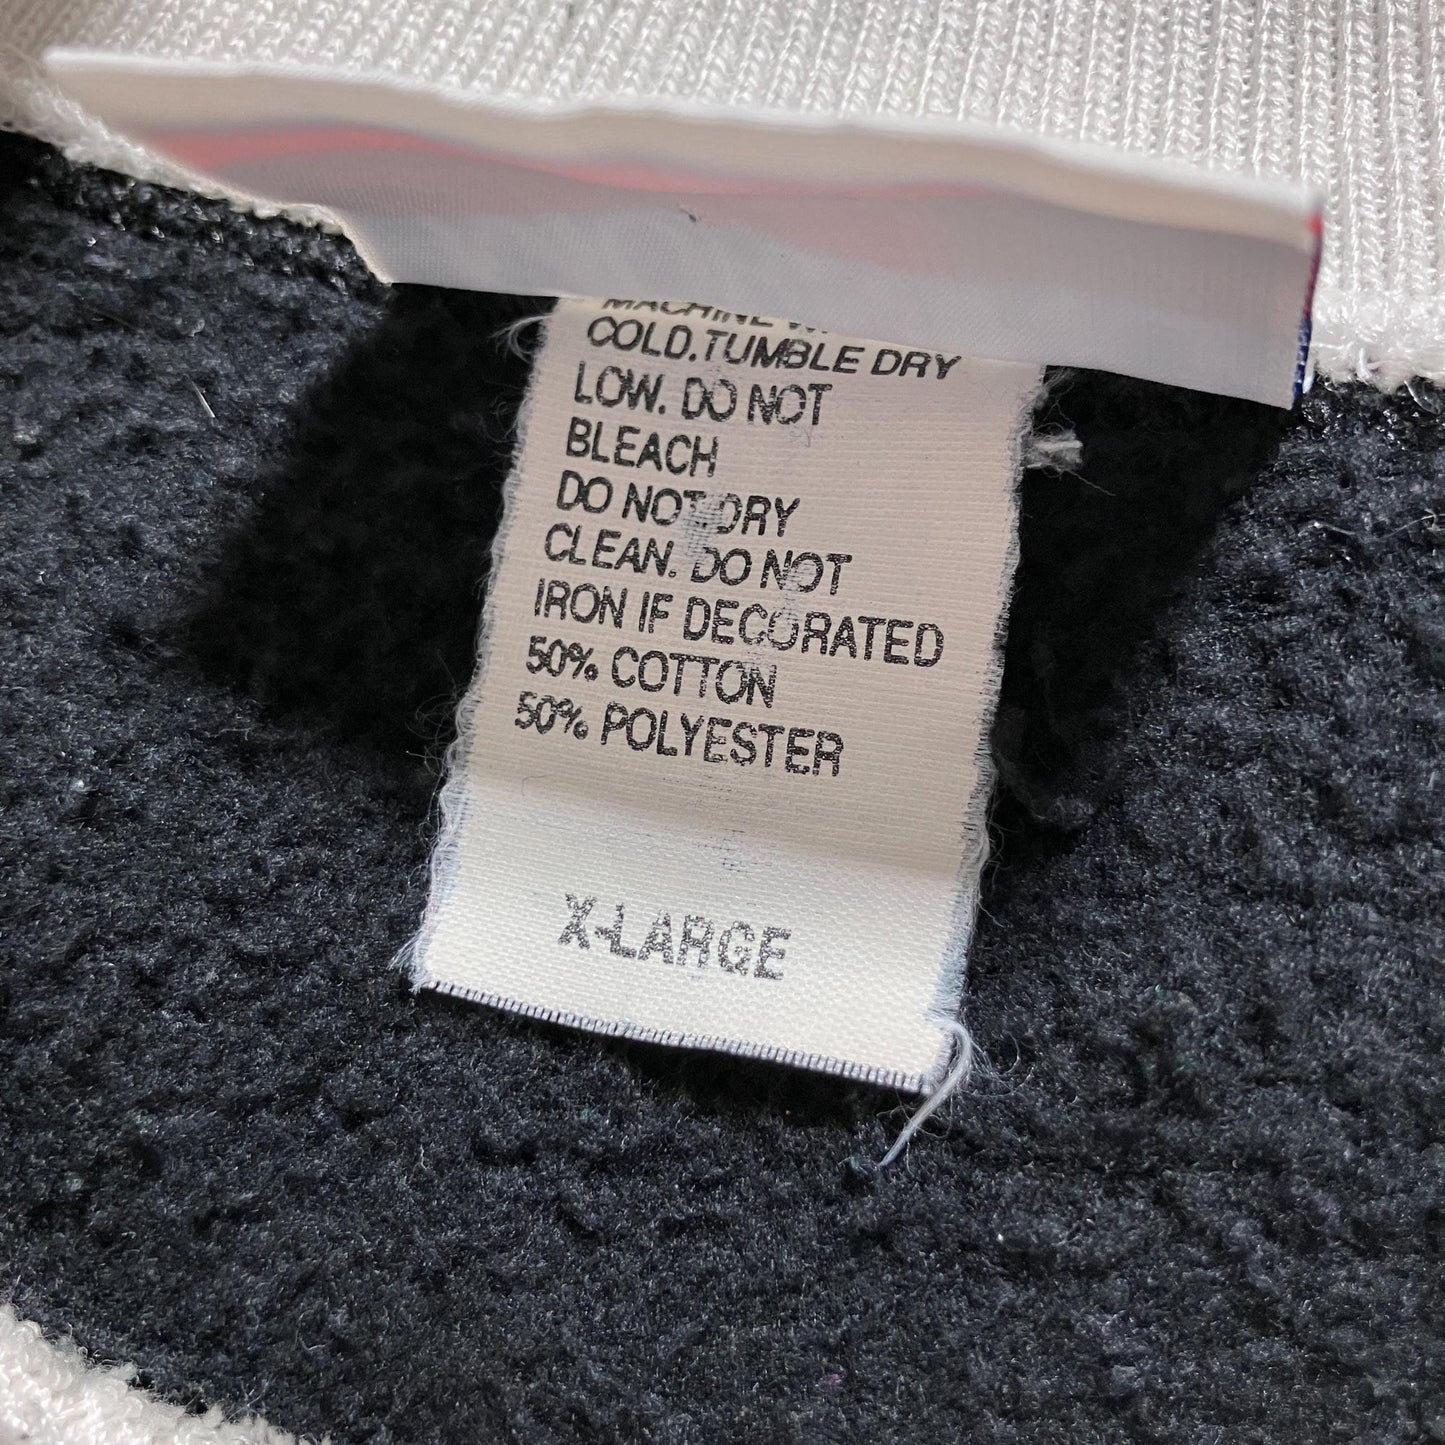 MACHINE
COLD.TUMBLE DRY
LOW. DO NOT
BLEACH
DO NOT DRY
CLEAN. DO NOT
IRON IF DECORATED
50% COTTON
50% POLYESTER
X-LARGE